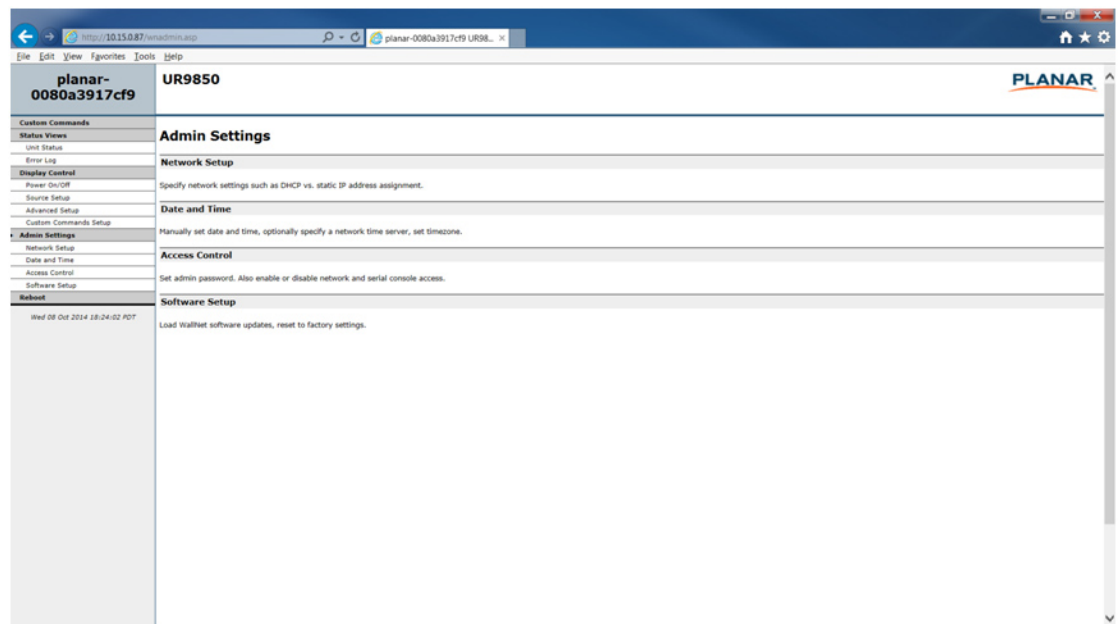 http://10.15.0.87/wnadmin.asp
planar-0080a3917cf9 UR98...
File Edit View Favorites Tools Help
planar-
0080a3917cf9
UR9850
PLANAR
Custom Commands
Status Views
Unit Status
Error Log
Display Control
Power On/Off
Source Setup
Advanced Setup
Custom Commands Setup
Admin Settings
Network Setup
Date and Time
Access Control
Software Setup
Reboot
Wed 08 Oct 2014 18:24:02 PDT
Admin Settings
Network Setup
Specify network settings such as DHCP vs. static IP address assignment.
Date and Time
Manually set date and time, optionally specify a network time server, set timezone.
Access Control
Set admin password. Also enable or disable network and serial console access.
Software Setup
Load WallNet software updates, reset to factory settings.